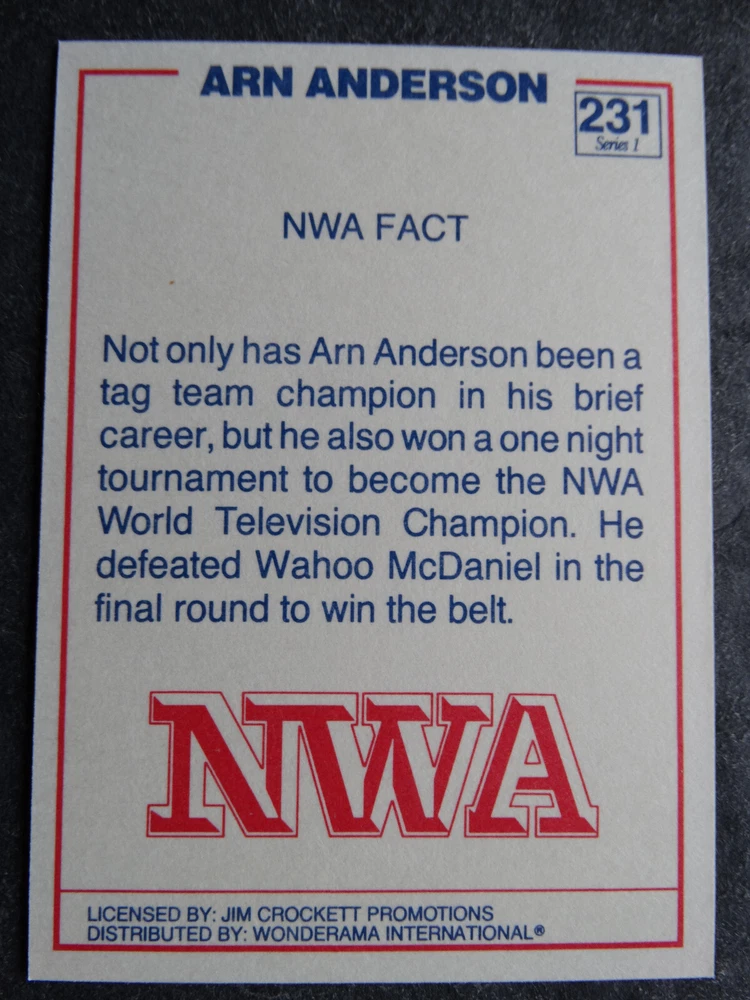 ARN ANDERSON
231
Series 1
NWA FACT
Not only has Arn Anderson been a
tag team champion in his brief
career, but he also won a one night
tournament to become the NWA
World Television Champion. He
defeated Wahoo McDaniel in the
final round to win the belt.
NWA
LICENSED BY: JIM CROCKETT PROMOTIONS
DISTRIBUTED BY: WONDERAMA INTERNATIONAL®